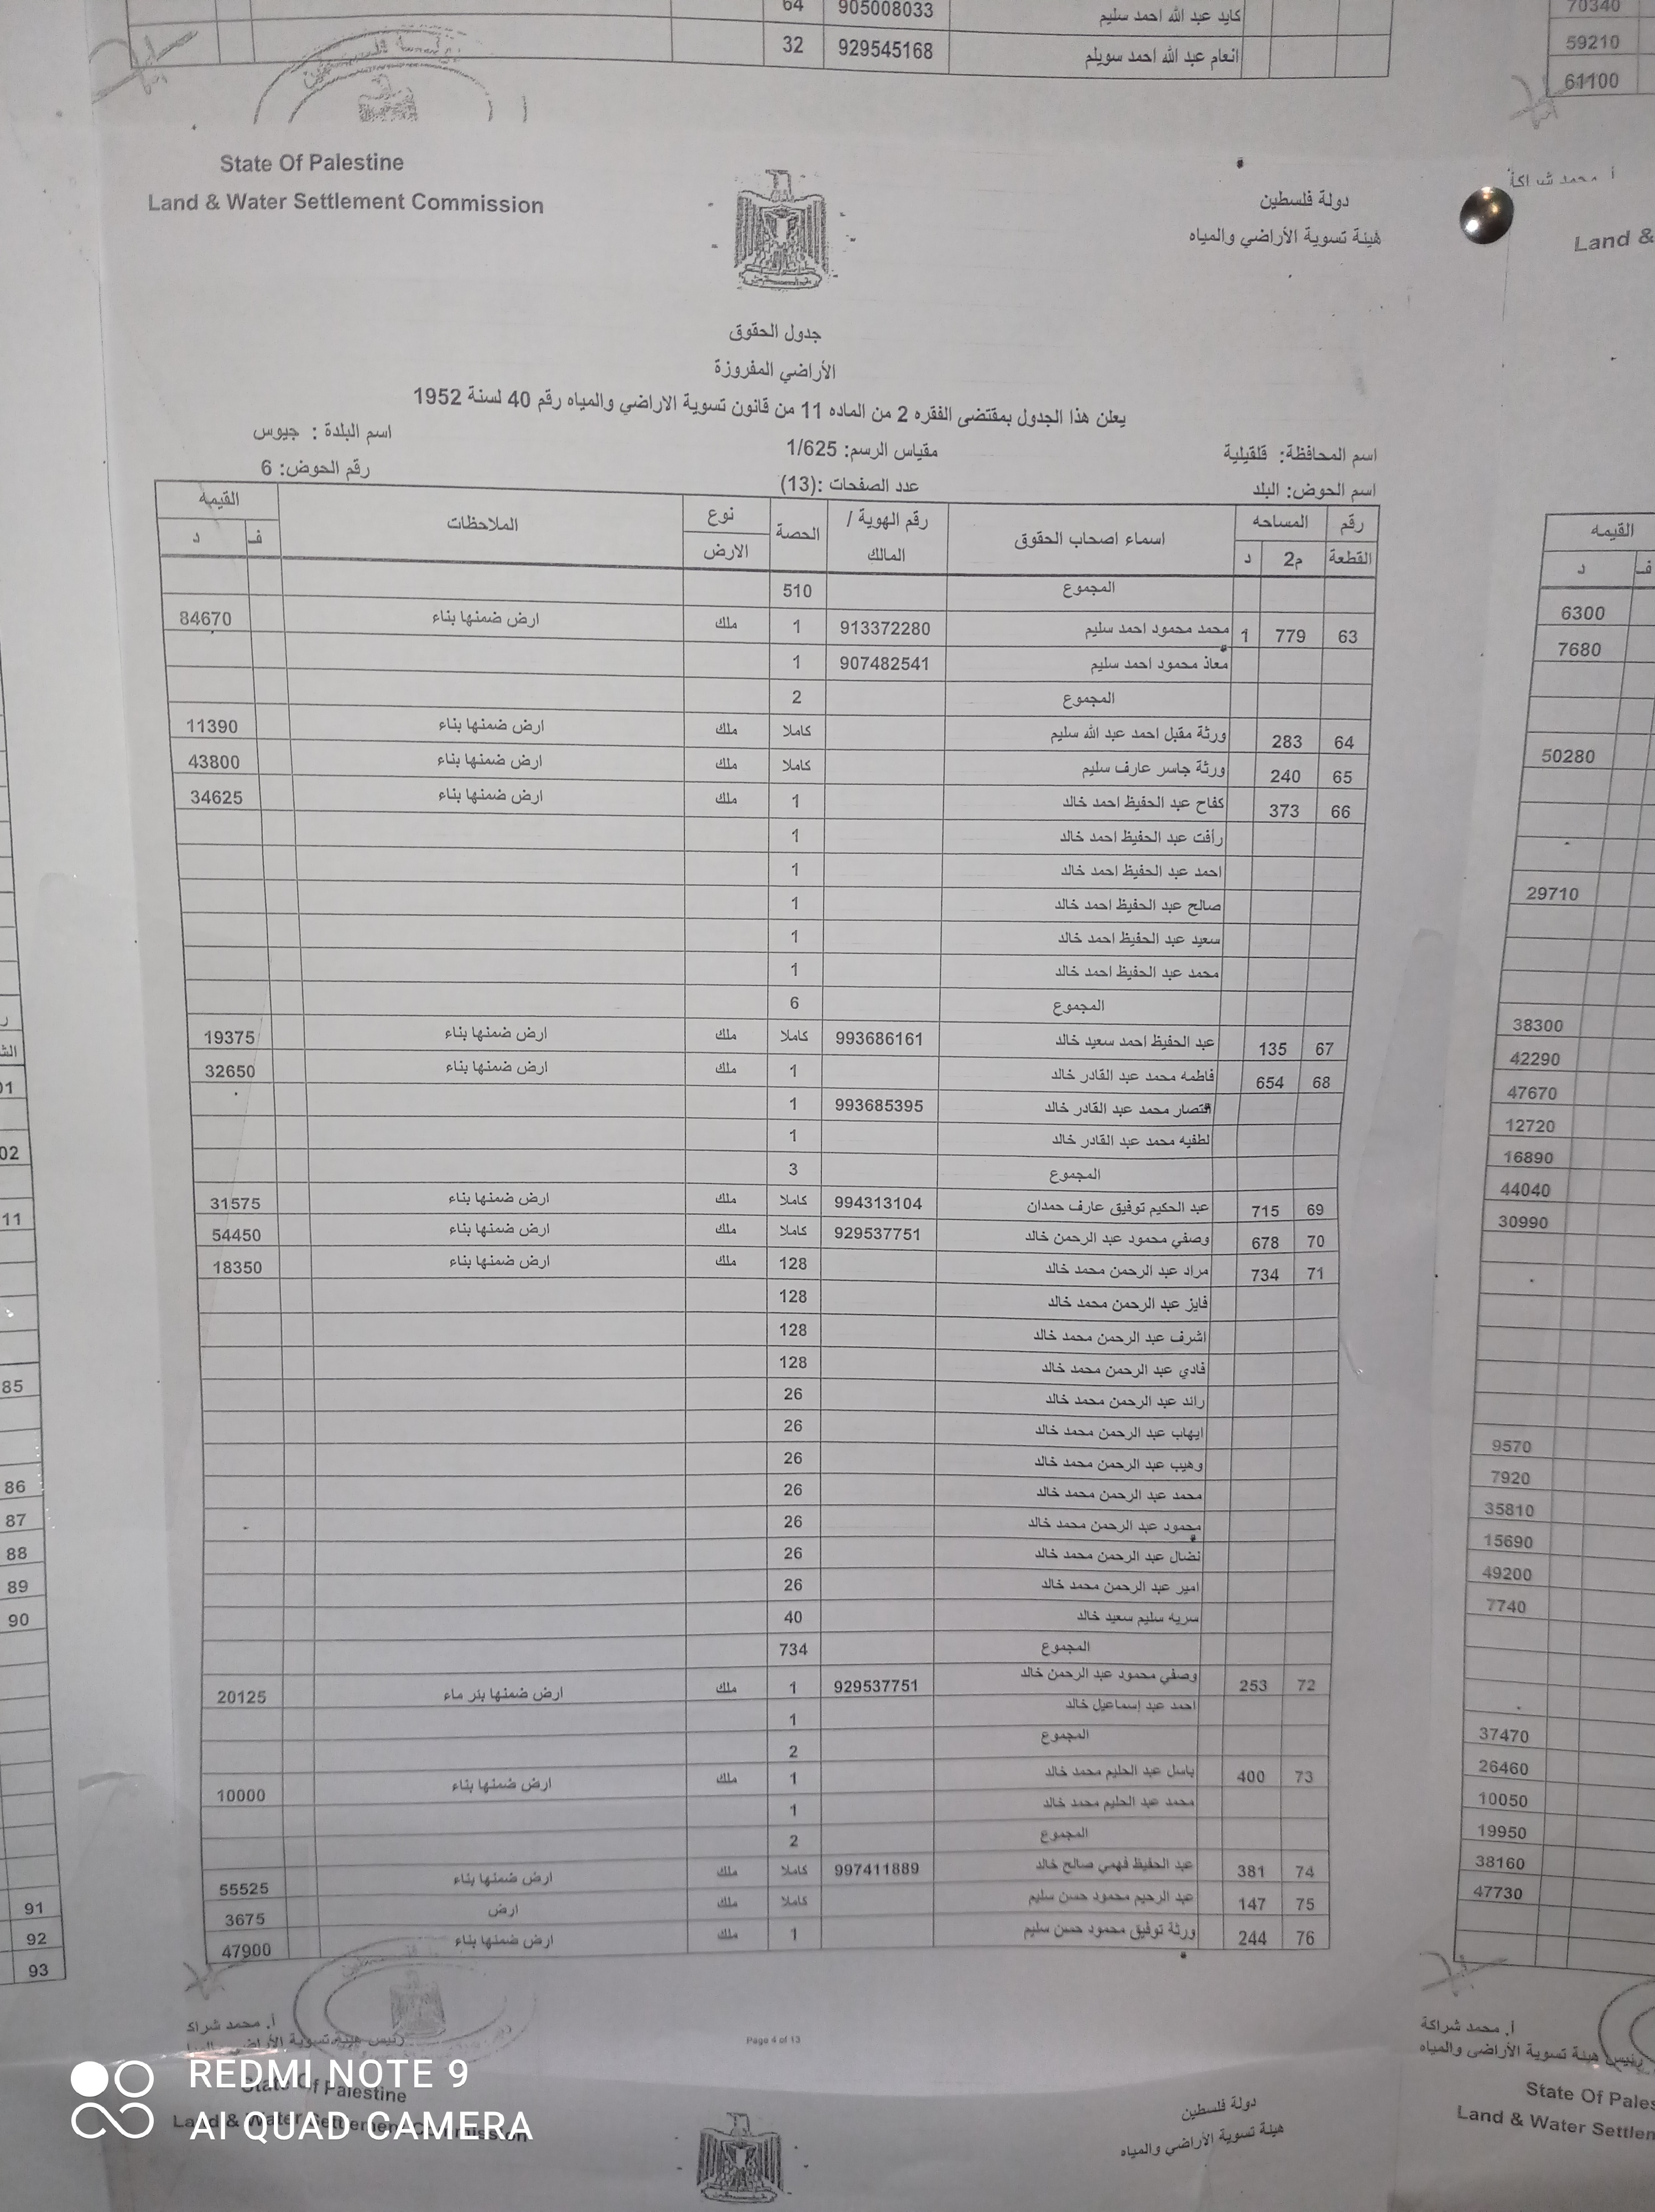 64 905008033 كايد عبد الله احمد سليم
32 929545168 انعام عبد الله احمد سويلم
70340
59210
61100
State Of Palestine
Land & Water Settlement Commission
دولة فلسطين
هيئة تسوية الأراضي والمياه
جدول الحقوق
الأراضي المفروزة
يعلن هذا الجدول بمقتضى الفقره 2 من الماده 11 من قانون تسوية الاراضي والمياه رقم 40 لسنة 1952
اسم المحافظة: قلقيلية مقياس الرسم: 1/625 اسم البلدة : جيوس
اسم الحوض: البلد عدد الصفحات :(13) رقم الحوض: 6
رقم القطعة المساحه م2 د اسماء اصحاب الحقوق رقم الهوية / المالك الحصة نوع الارض الملاحظات القيمه ف د
المجموع 510
63 779 1 محمد محمود احمد سليم 913372280 1 ملك ارض ضمنها بناء 84670
معاذ محمود احمد سليم 907482541 1
المجموع 2
64 283 ورثة مقبل احمد عبد الله سليم كاملا ملك ارض ضمنها بناء 11390
65 240 ورثة جاسر عارف سليم كاملا ملك ارض ضمنها بناء 43800
66 373 كفاح عبد الحفيظ احمد خالد 1 ملك ارض ضمنها بناء 34625
رأفت عبد الحفيظ احمد خالد 1
احمد عبد الحفيظ احمد خالد 1
صالح عبد الحفيظ احمد خالد 1
سعيد عبد الحفيظ احمد خالد 1
محمد عبد الحفيظ احمد خالد 1
المجموع 6
67 135 عبد الحفيظ احمد سعيد خالد 993686161 كاملا ملك ارض ضمنها بناء 19375
68 654 فاطمه محمد عبد القادر خالد 1 ملك ارض ضمنها بناء 32650
انتصار محمد عبد القادر خالد 993685395 1
لطفيه محمد عبد القادر خالد 1
المجموع 3
69 715 عبد الحكيم توفيق عارف حمدان 994313104 كاملا ملك ارض ضمنها بناء 31575
70 678 وصفي محمود عبد الرحمن خالد 929537751 كاملا ملك ارض ضمنها بناء 54450
71 734 مراد عبد الرحمن محمد خالد 128 ملك ارض ضمنها بناء 18350
فايز عبد الرحمن محمد خالد 128
اشرف عبد الرحمن محمد خالد 128
فادي عبد الرحمن محمد خالد 128
رائد عبد الرحمن محمد خالد 26
ايهاب عبد الرحمن محمد خالد 26
وهيب عبد الرحمن محمد خالد 26
محمد عبد الرحمن محمد خالد 26
محمود عبد الرحمن محمد خالد 26
نضال عبد الرحمن محمد خالد 26
امير عبد الرحمن محمد خالد 26
سريه سليم سعيد خالد 40
المجموع 734
72 253 وصفي محمود عبد الرحمن خالد 929537751 1 ملك ارض ضمنها بئر ماء 20125
احمد عبد إسماعيل خالد 1
المجموع 2
73 400 باسل عبد الحليم محمد خالد 1 ملك ارض ضمنها بناء 10000
محمد عبد الحليم محمد خالد 1
المجموع 2
74 381 عبد الحفيظ فهمي صالح خالد 997411889 كاملا ملك ارض ضمنها بناء 55525
75 147 عبد الرحيم محمود حسن سليم كاملا ملك ارض 3675
76 244 ورثة توفيق محمود حسن سليم 1 ملك ارض ضمنها بناء 47900
أ. محمد شراكة
رئيس هيئة تسوية الأراضي والمياه
Page 4 of 13
State Of Palestine
Land & Water Settlement Commission
دولة فلسطين
هيئة تسوية الأراضي والمياه
أ محمد شراكة
Land &
القيمه
ف د
6300
7680
50280
29710
38300
42290
47670
12720
16890
44040
30990
9570
7920
35810
15690
49200
7740
37470
26460
10050
19950
38160
47730
أ. محمد شراكة
رئيس هيئة تسوية الأراضي والمياه
State Of Pales
Land & Water Settlen
01
02
11
85
86
87
88
89
90
91
92
93
REDMI NOTE 9
AI QUAD CAMERA